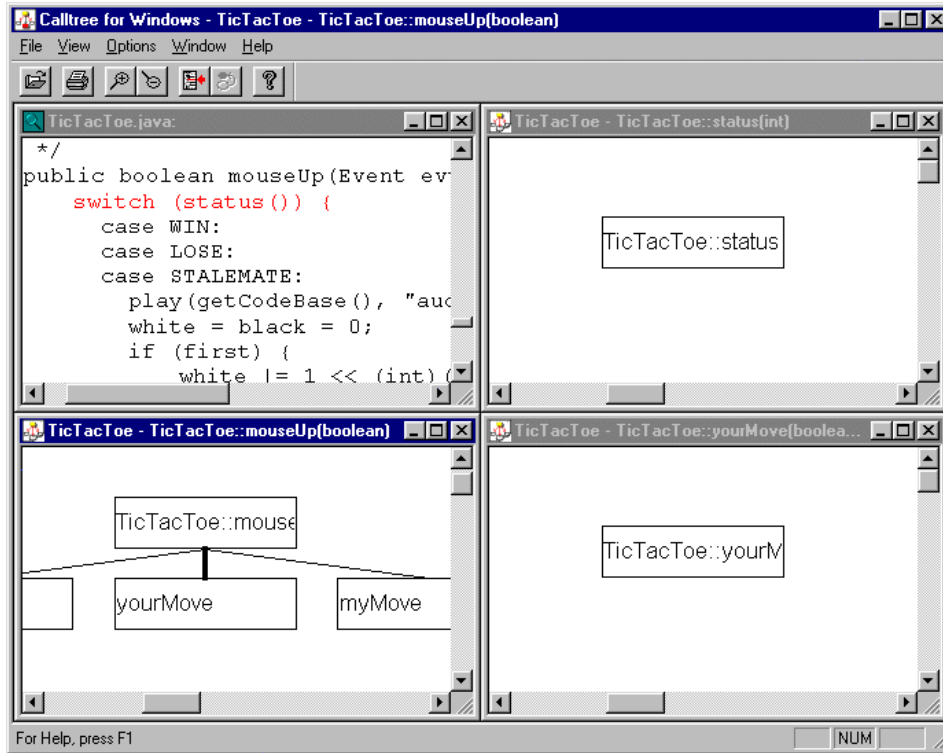 Calltree for Windows - TicTacToe - TicTacToe::mouseUp(boolean)
File View Options Window Help
TicTacToe.java:
*/
public boolean mouseUp(Event ev
switch (status()) {
case WIN:
case LOSE:
case STALEMATE:
play(getCodeBase(), "auc
white = black = 0;
if (first) {
white |= 1 << (int)(
TicTacToe - TicTacToe::status(int)
TicTacToe::status
TicTacToe - TicTacToe::mouseUp(boolean)
TicTacToe::mouse
yourMove
myMove
TicTacToe - TicTacToe::yourMove(boolea...
TicTacToe::yourM
For Help, press F1
NUM